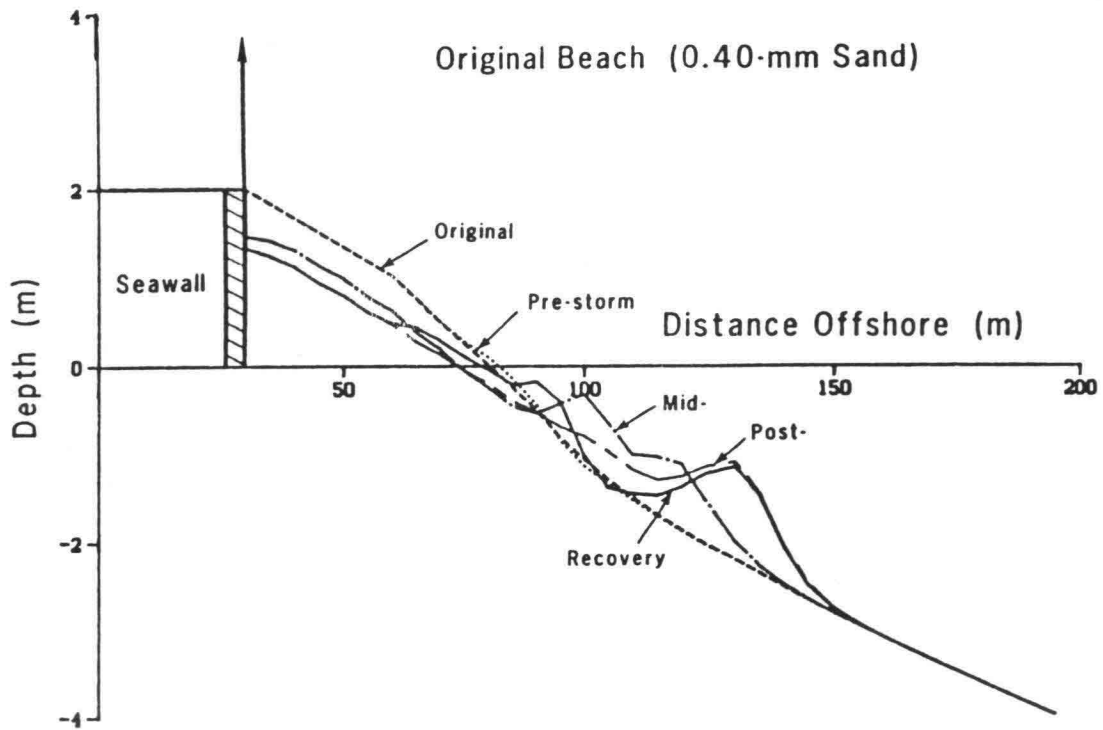 4
Original Beach (0.40-mm Sand)
2
Original
Seawall
Pre-storm
Distance Offshore (m)
Depth (m)
0
50
100
150
200
Mid-
Post-
Recovery
-2
-4